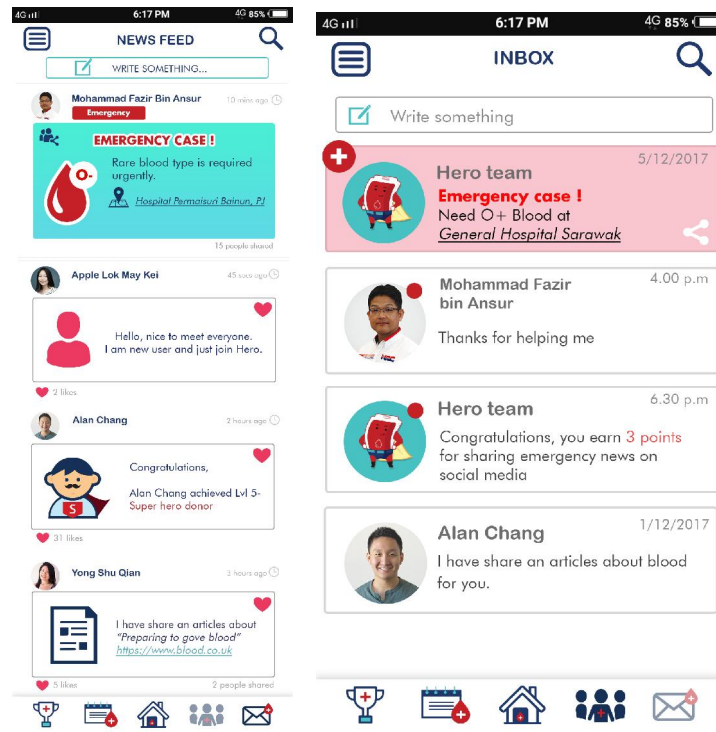 4G
6:17 PM
4G 85%
NEWS FEED
WRITE SOMETHING...
Mohammad Fazir Bin Ansur
10 mins ago
Emergency
EMERGENCY CASE !
Rare blood type is required
urgently.
O-
Hospital Permaisuri Bainun, PJ
15 people shared
Apple Lok May Kei
45 secs ago
Hello, nice to meet everyone.
I am new user and just join Hero.
2 likes
Alan Chang
2 hours ago
Congratulations,
Alan Chang achieved Lvl 5-
Super hero donor
S
31 likes
Yong Shu Qian
3 hours ago
I have share an articles about
“Preparing to gove blood”
https://www.blood.co.uk
5 likes
2 people shared
4G
6:17 PM
4G 85%
INBOX
Write something
5/12/2017
Hero team
Emergency case !
Need O+ Blood at
General Hospital Sarawak
4.00 p.m
Mohammad Fazir
bin Ansur
Thanks for helping me
6.30 p.m
Hero team
Congratulations, you earn 3 points
for sharing emergency news on
social media
1/12/2017
Alan Chang
I have share an articles about blood
for you.